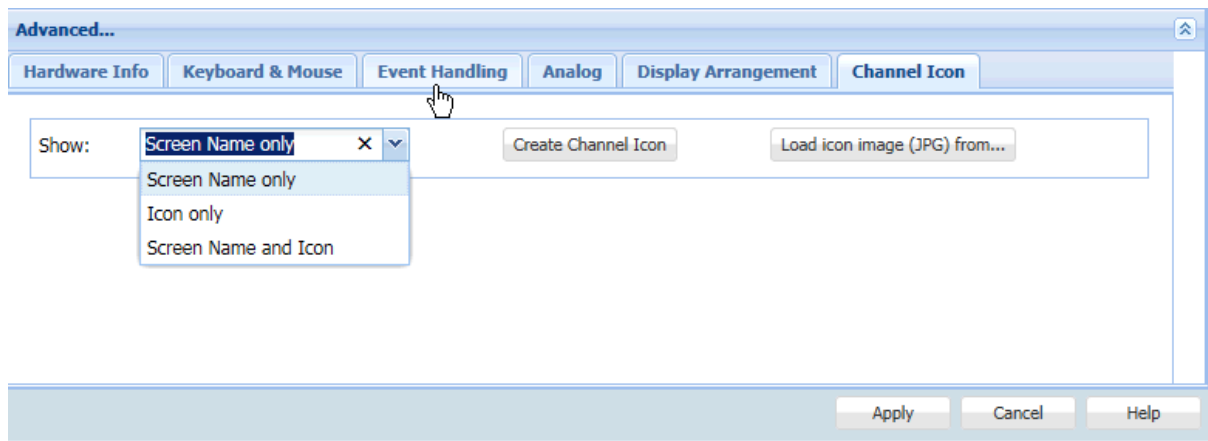 Advanced...
Hardware Info Keyboard & Mouse Event Handling Analog Display Arrangement Channel Icon
Show: Screen Name only Create Channel Icon Load icon image (JPG) from...
Screen Name only
Icon only
Screen Name and Icon
Apply Cancel Help